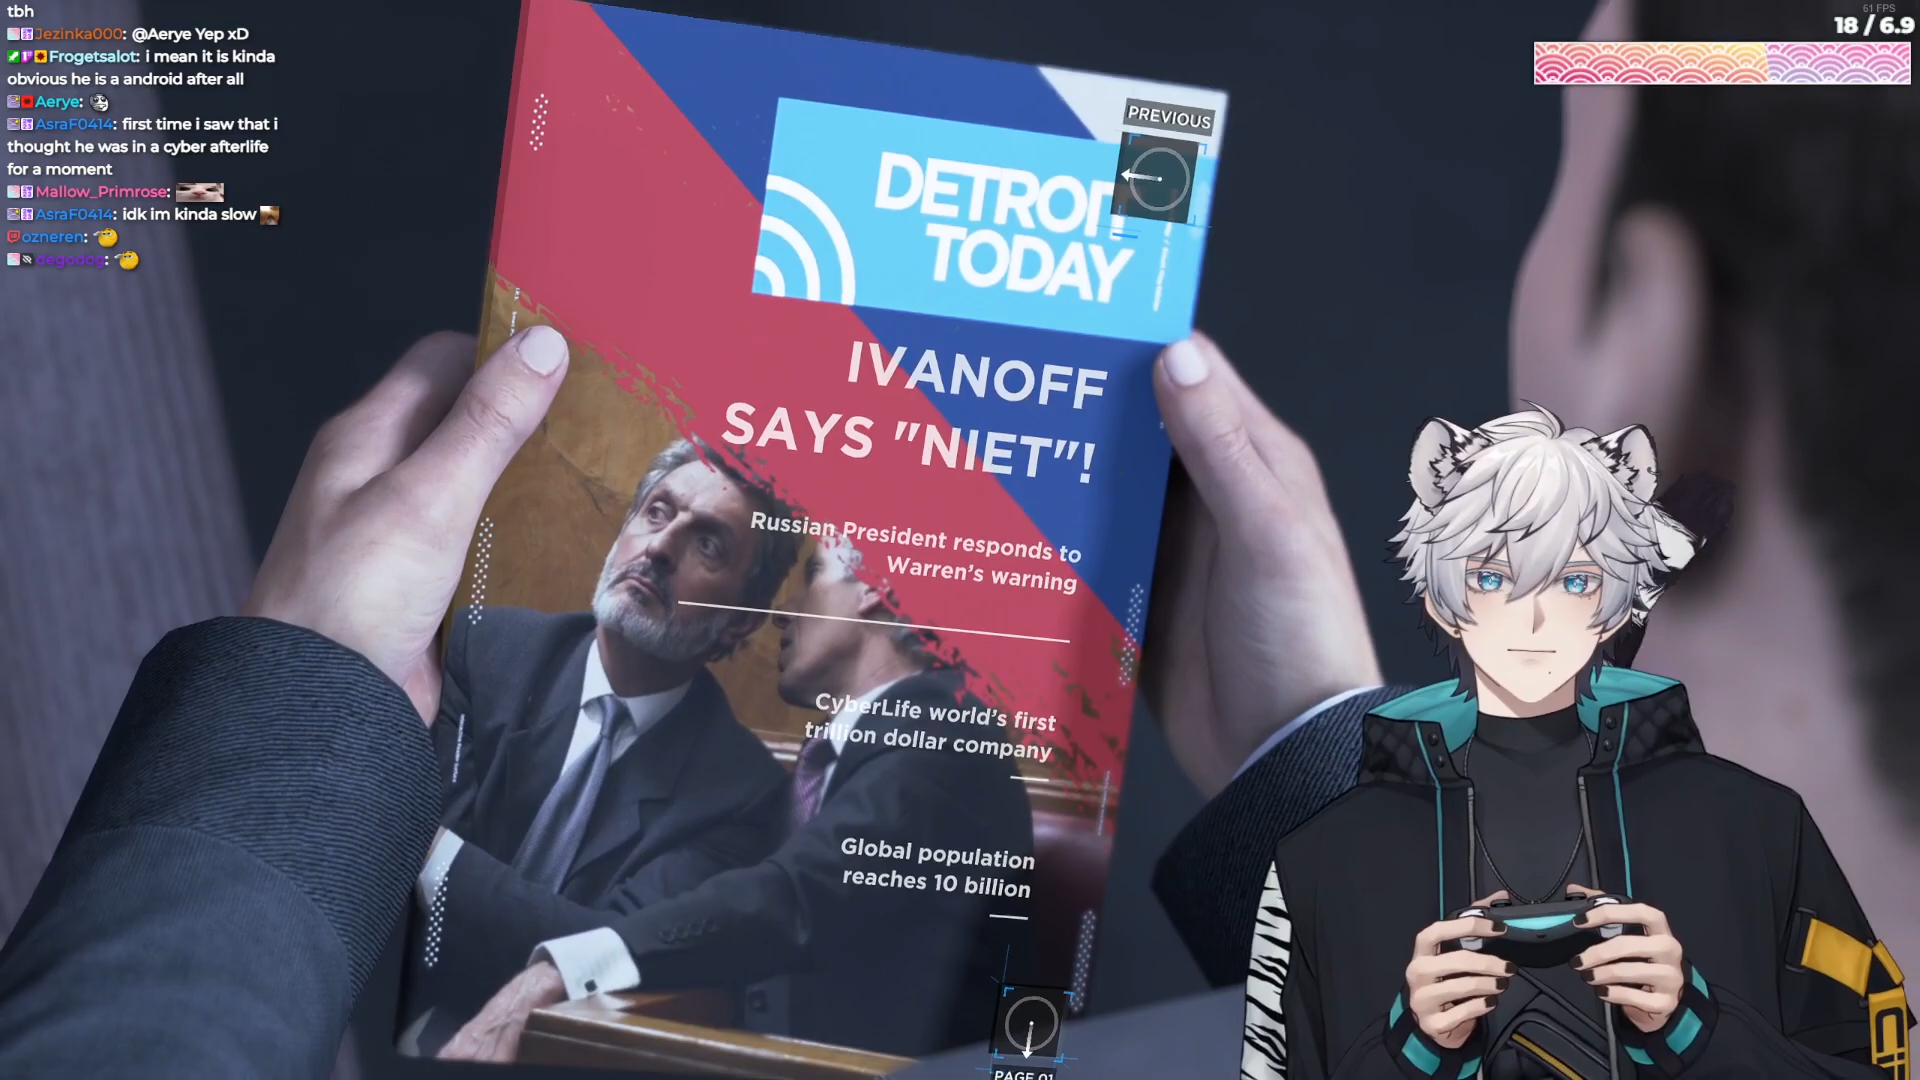 tbh
Jezinka000: @Aerye Yep xD
Frogetsalot: i mean it is kinda
obvious he is a android after all
Aerye:
AsraF0414: first time i saw that i
thought he was in a cyber afterlife
for a moment
Mallow_Primrose:
AsraF0414: idk im kinda slow
ozneren:
degodog:
61 FPS
18 / 6.9
PREVIOUS
DETROIT
TODAY
IVANOFF
SAYS "NIET"!
Russian President responds to
Warren's warning
CyberLife world's first
trillion dollar company
Global population
reaches 10 billion
PAGE 01